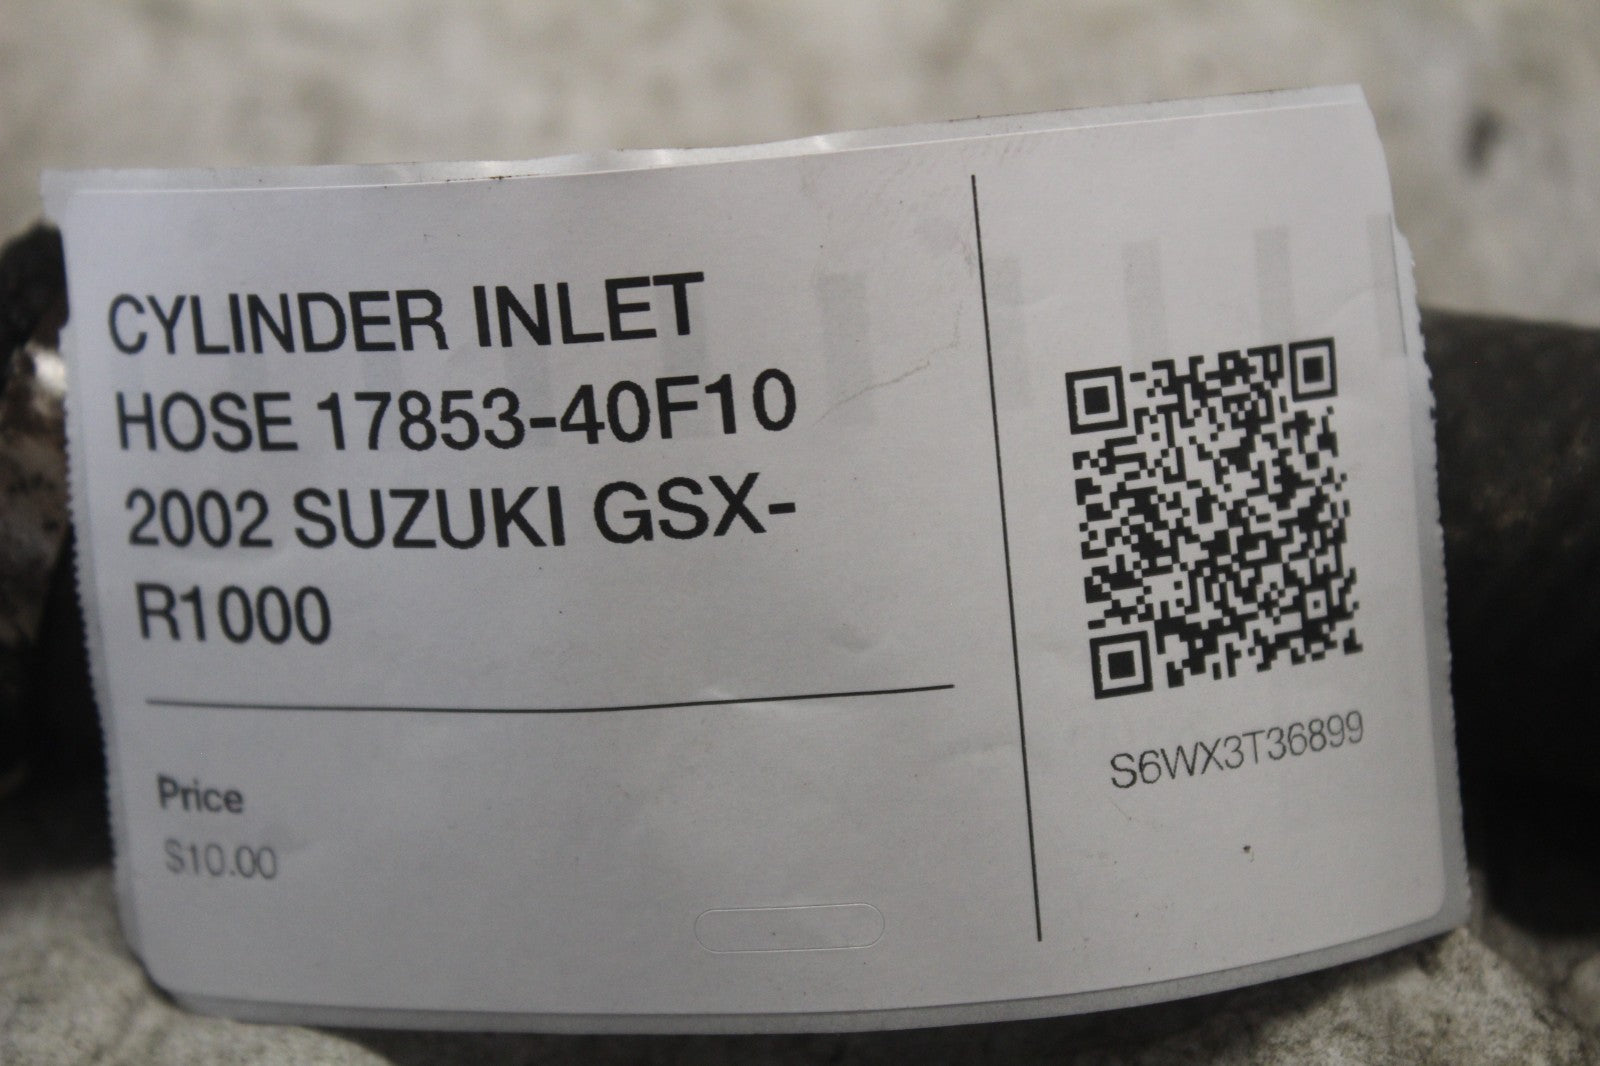 CYLINDER INLET
HOSE 17853-40F10
2002 SUZUKI GSX-
R1000
Price
$10.00
S6WX3T36899